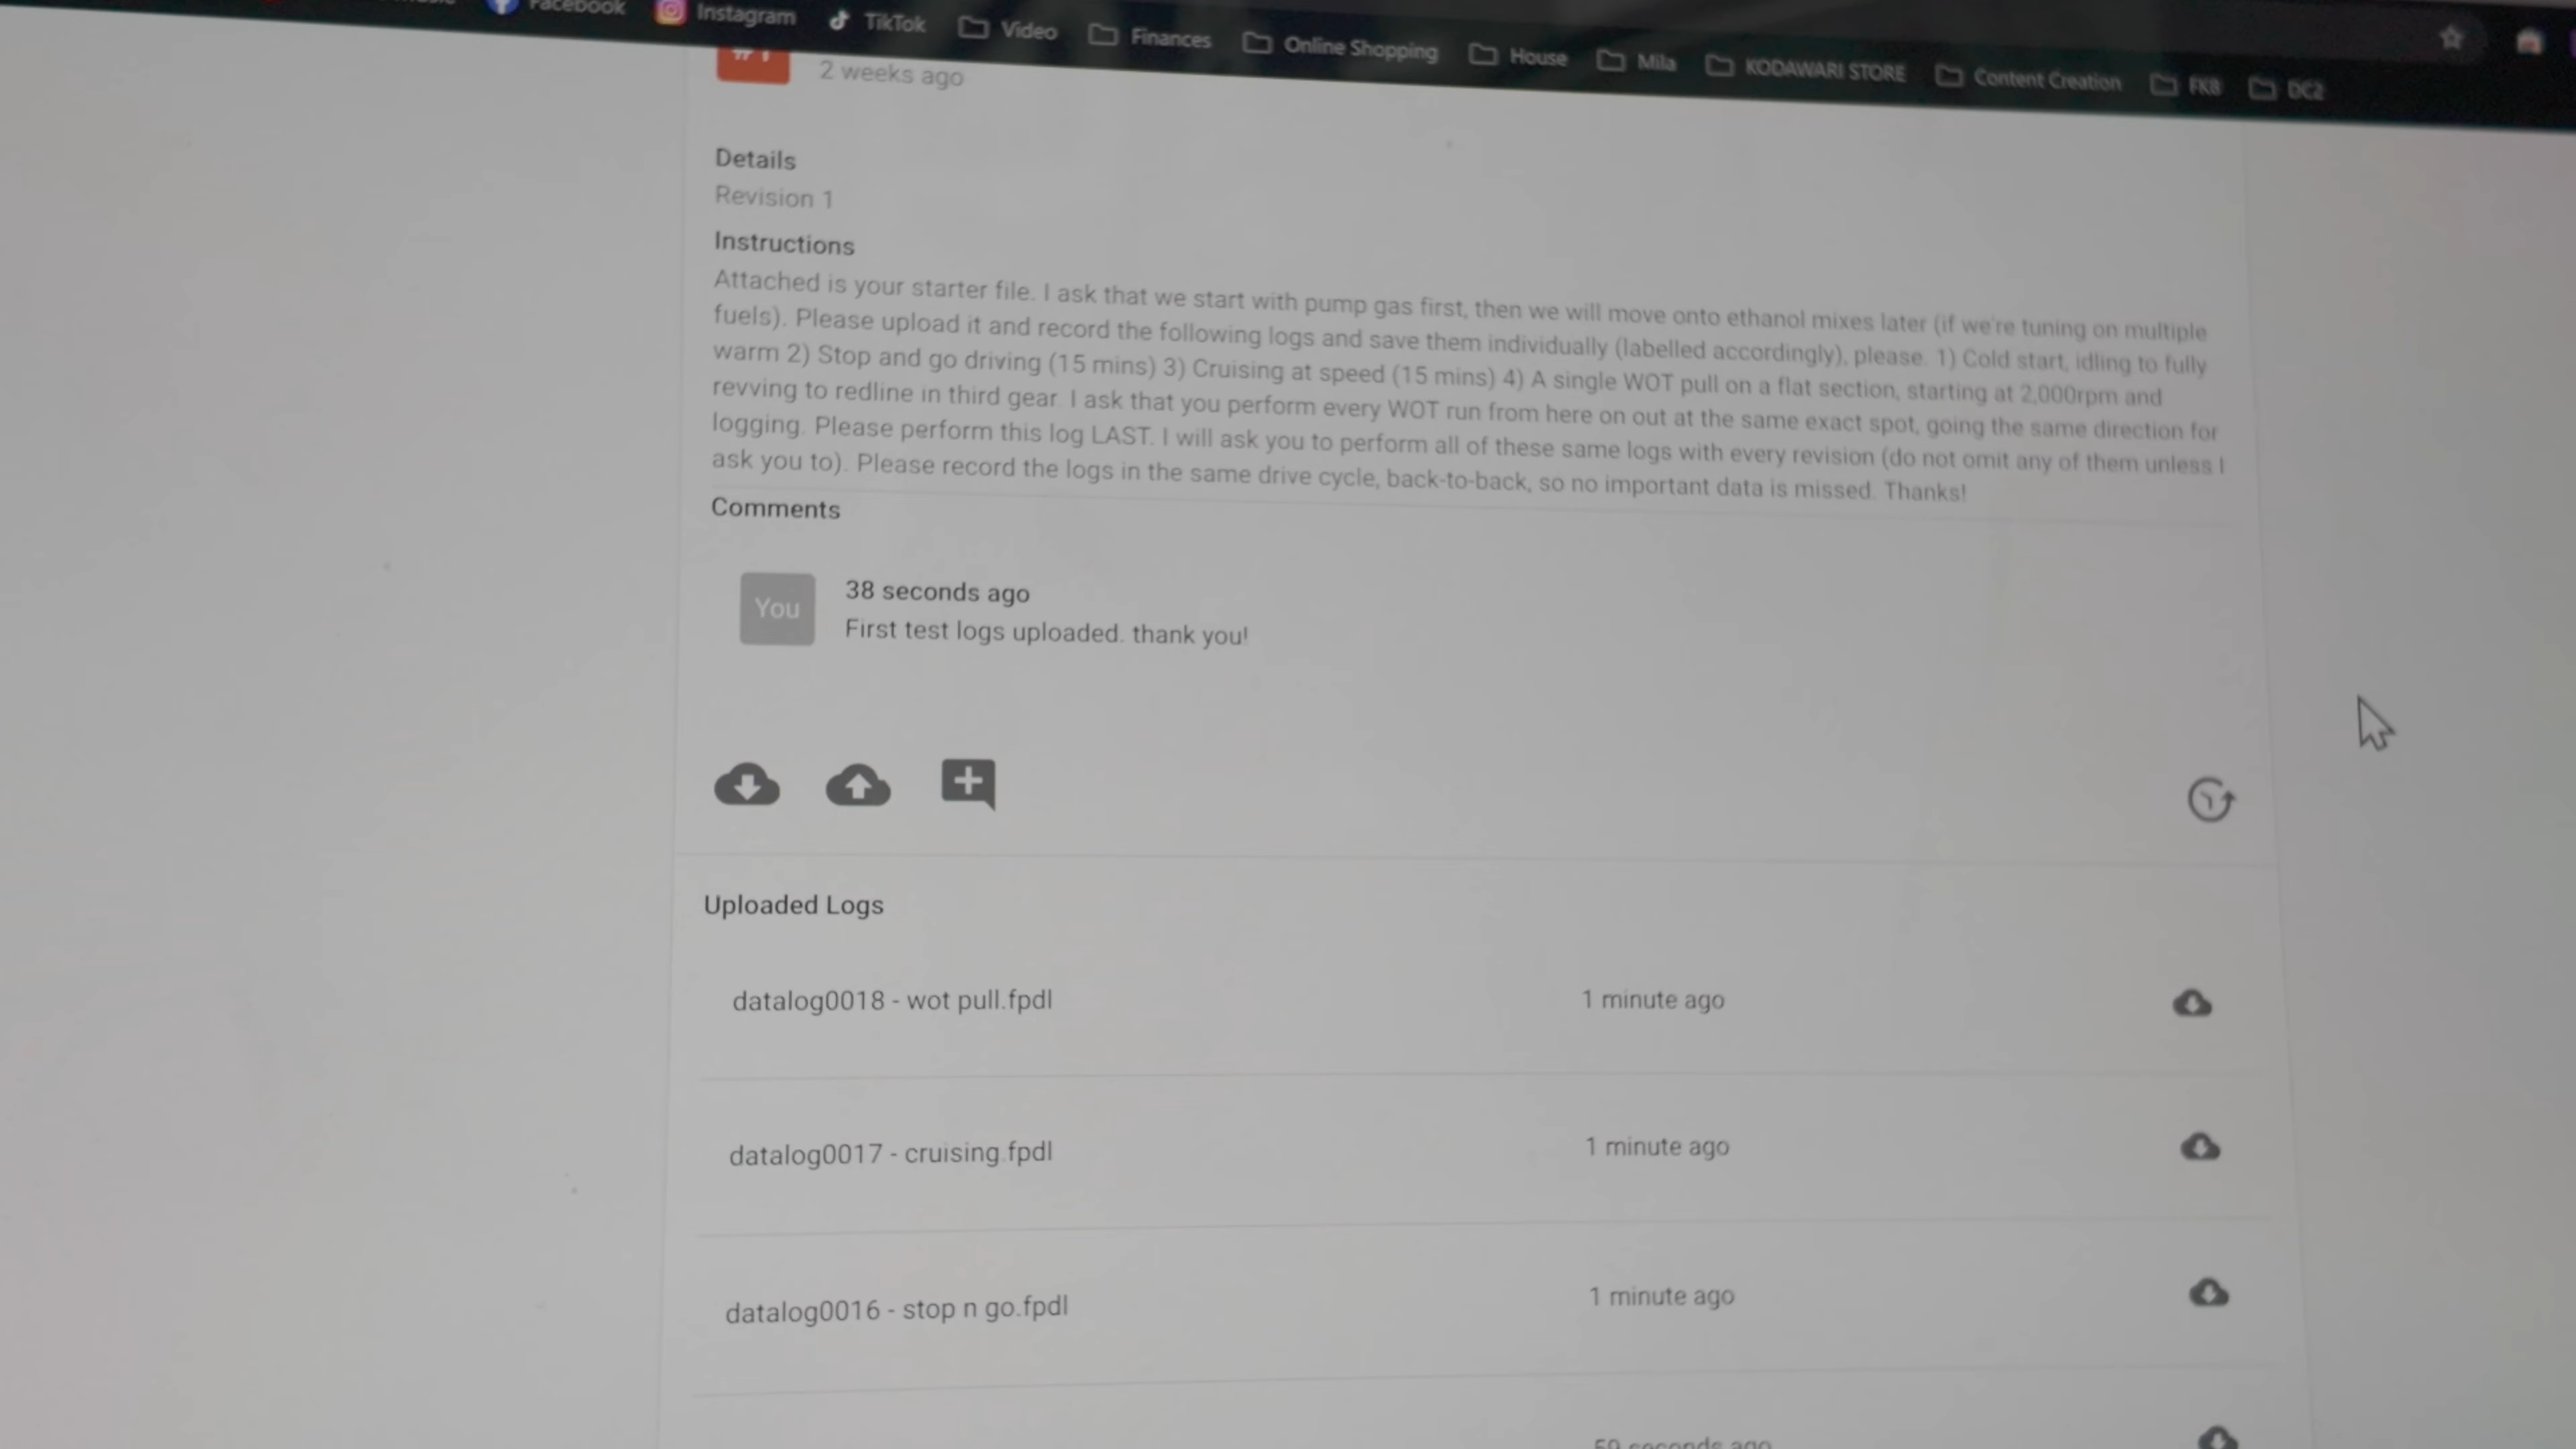 Facebook
Instagram
TikTok
Video
Finances
Online Shopping
House
Mila
KODAWARI STORE
Content Creation
FK8
DC2
2 weeks ago
Details
Revision 1
Instructions
Attached is your starter file. I ask that we start with pump gas first, then we will move onto ethanol mixes later (if we're tuning on multiple
fuels). Please upload it and record the following logs and save them individually (labelled accordingly), please. 1) Cold start, idling to fully
warm 2) Stop and go driving (15 mins) 3) Cruising at speed (15 mins) 4) A single WOT pull on a flat section, starting at 2,000rpm and
revving to redline in third gear. I ask that you perform every WOT run from here on out at the same exact spot, going the same direction for
logging. Please perform this log LAST. I will ask you to perform all of these same logs with every revision (do not omit any of them unless I
ask you to). Please record the logs in the same drive cycle, back-to-back, so no important data is missed. Thanks!
Comments
You
38 seconds ago
First test logs uploaded. thank you!
Uploaded Logs
datalog0018 - wot pull.fpdl
1 minute ago
datalog0017 - cruising.fpdl
1 minute ago
datalog0016 - stop n go.fpdl
1 minute ago
59 seconds ago